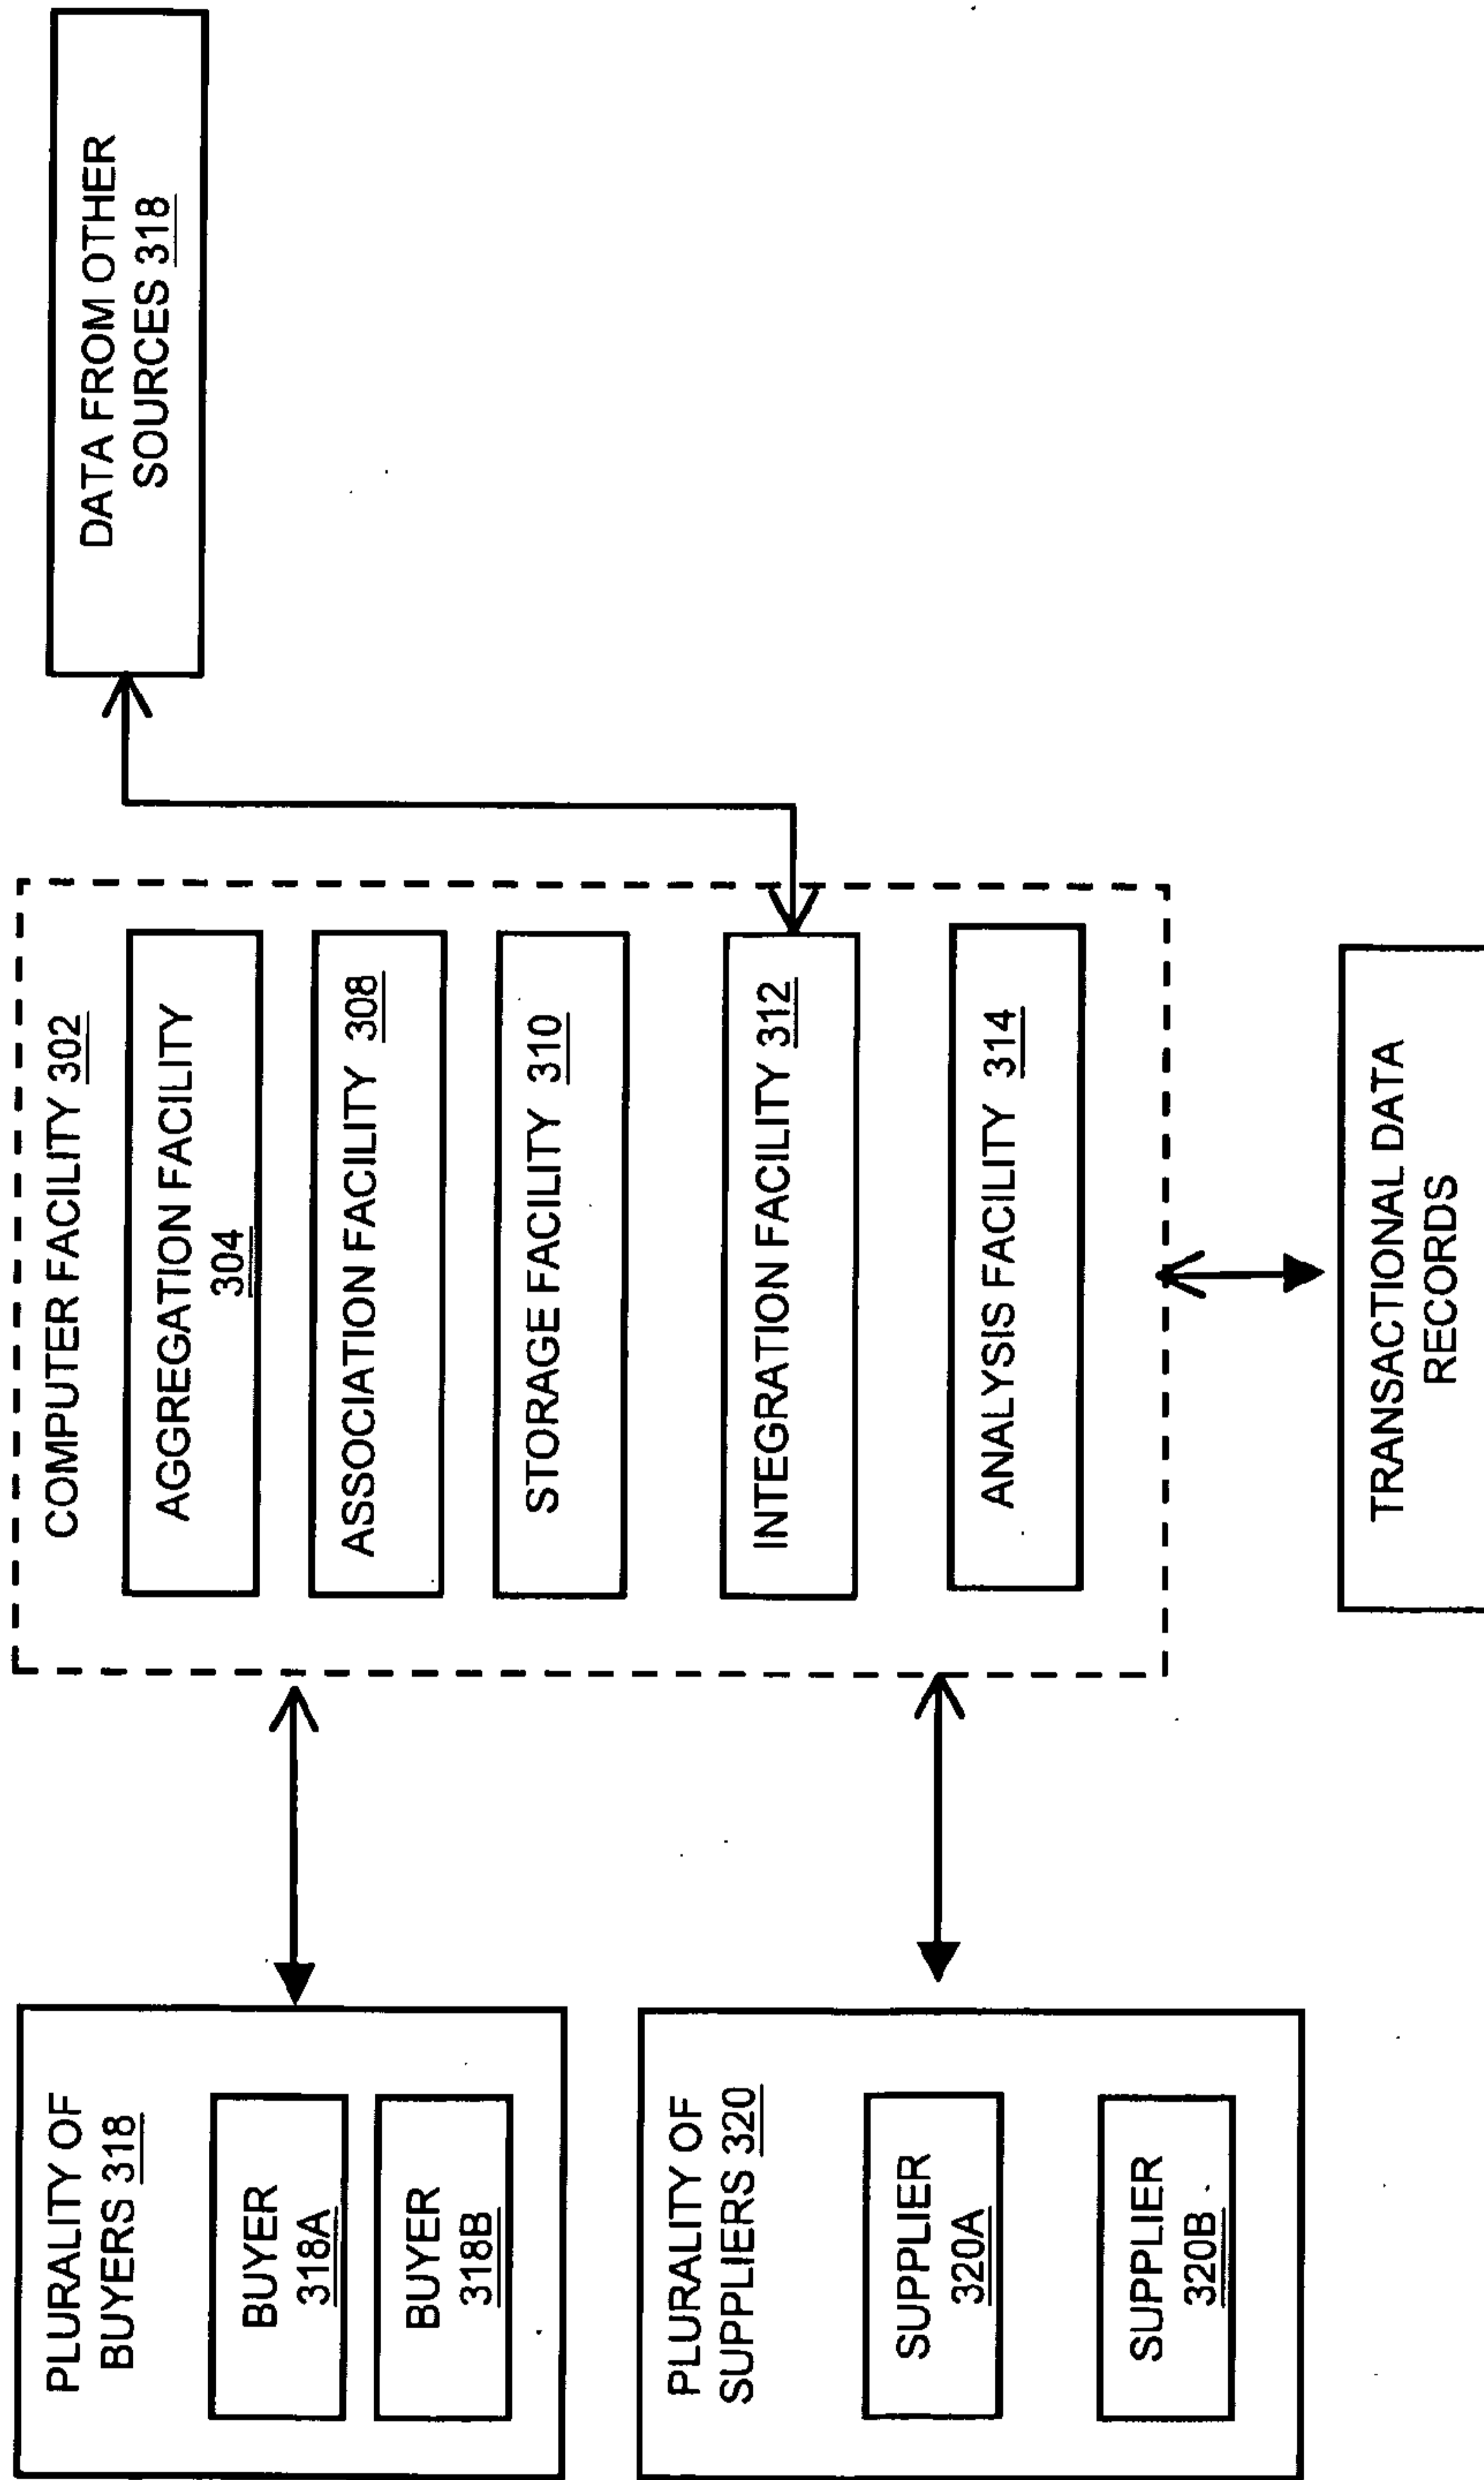 PLURALITY OF
BUYERS 318
BUYER
318A
BUYER
318B
PLURALITY OF
SUPPLIERS 320
SUPPLIER
320A
SUPPLIER
320B
COMPUTER FACILITY 302
AGGREGATION FACILITY
304
ASSOCIATION FACILITY 308
STORAGE FACILITY 310
INTEGRATION FACILITY 312
ANALYSIS FACILITY 314
TRANSACTIONAL DATA
RECORDS
DATA FROM OTHER
SOURCES 318